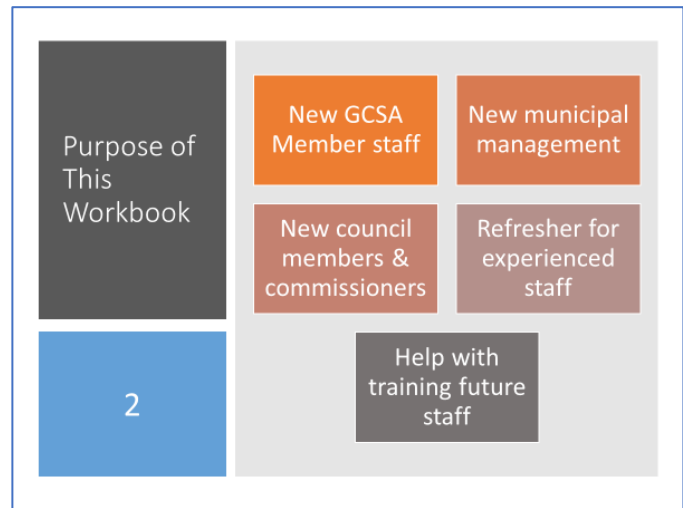 Purpose of
This
Workbook
2
New GCSA
Member staff
New municipal
management
New council
members &
commissioners
Refresher for
experienced
staff
Help with
training future
staff